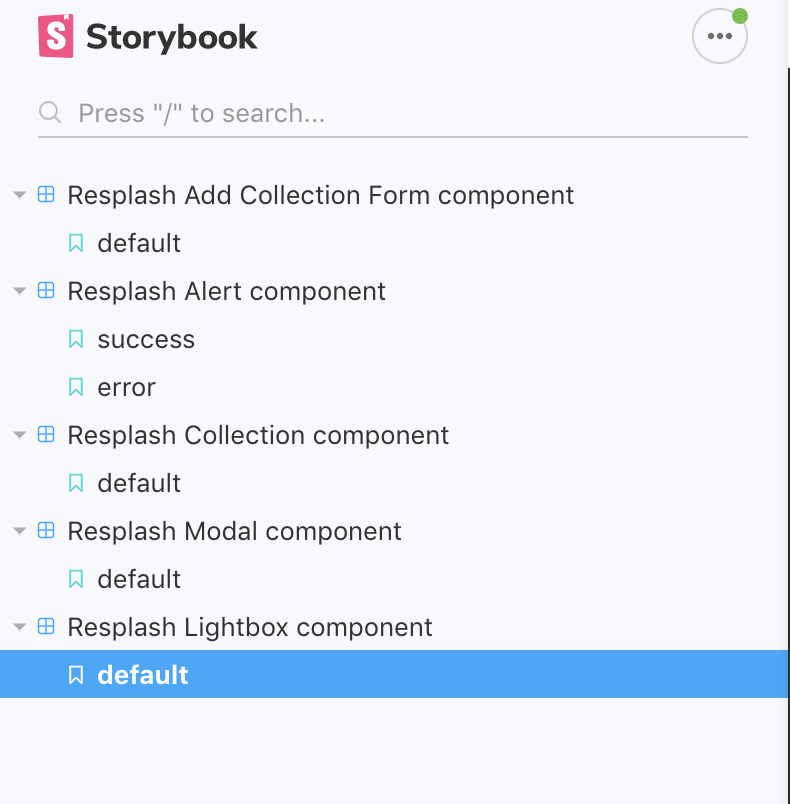 Storybook
Press "/" to search...
Resplash Add Collection Form component
default
Resplash Alert component
success
error
Resplash Collection component
default
Resplash Modal component
default
Resplash Lightbox component
default